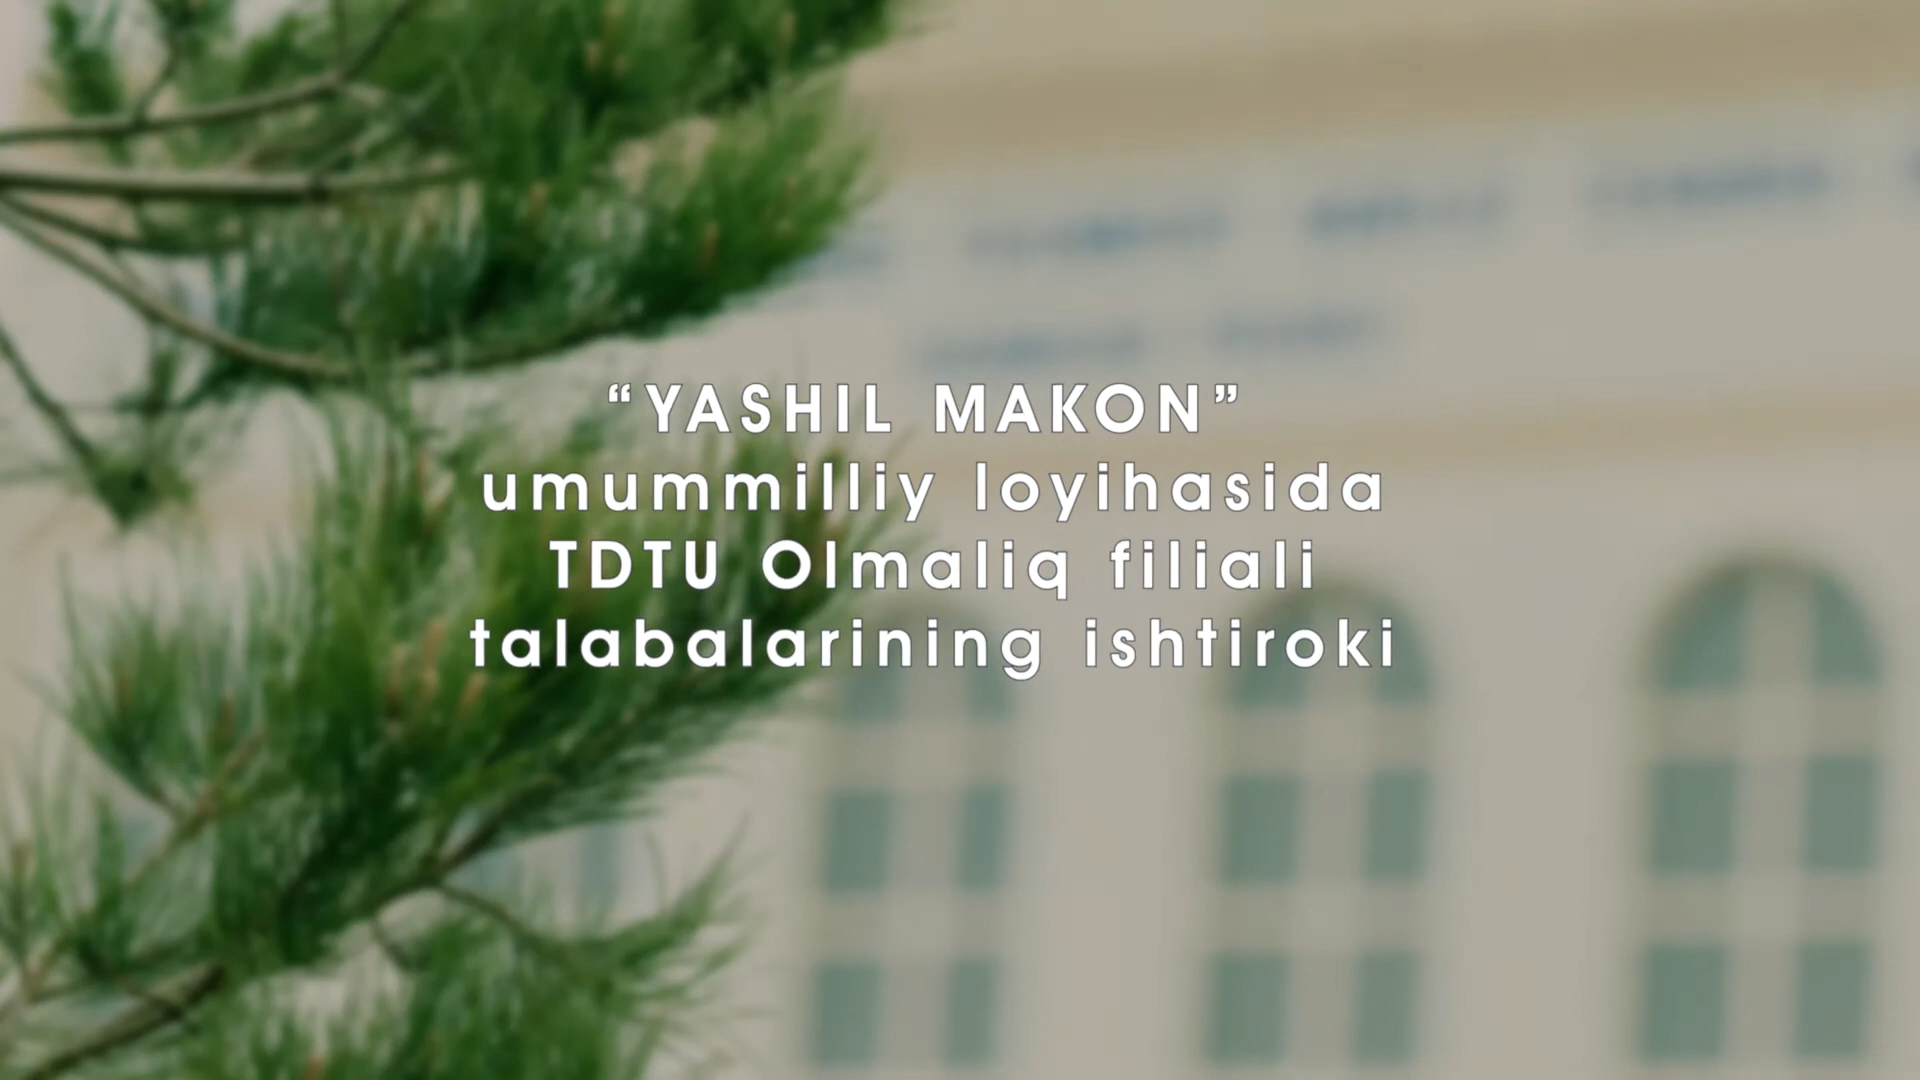 “YASHIL MAKON”
umummilliy loyihasida
TDTU Olmaliq filiali
talabalarining ishtiroki